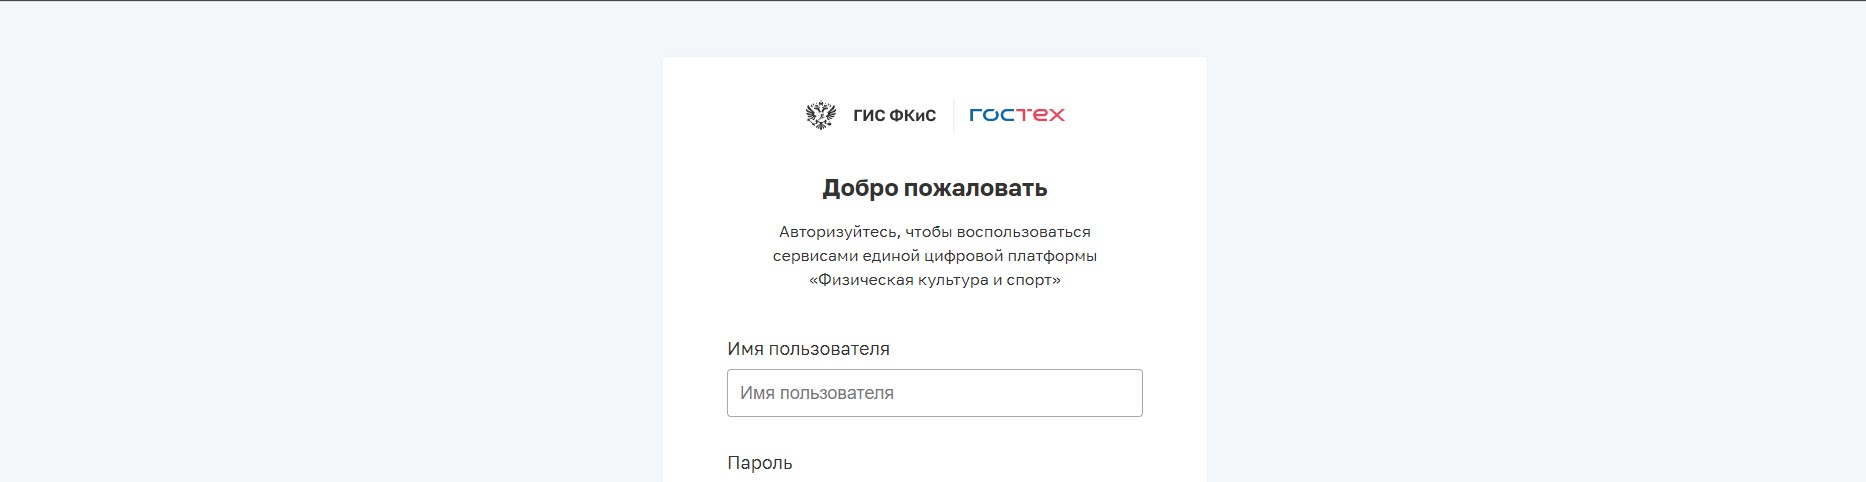 ГИС ФКиС
гостех
Добро пожаловать
Авторизуйтесь, чтобы воспользоваться
сервисами единой цифровой платформы
«Физическая культура и спорт»
Имя пользователя
Имя пользователя
Пароль